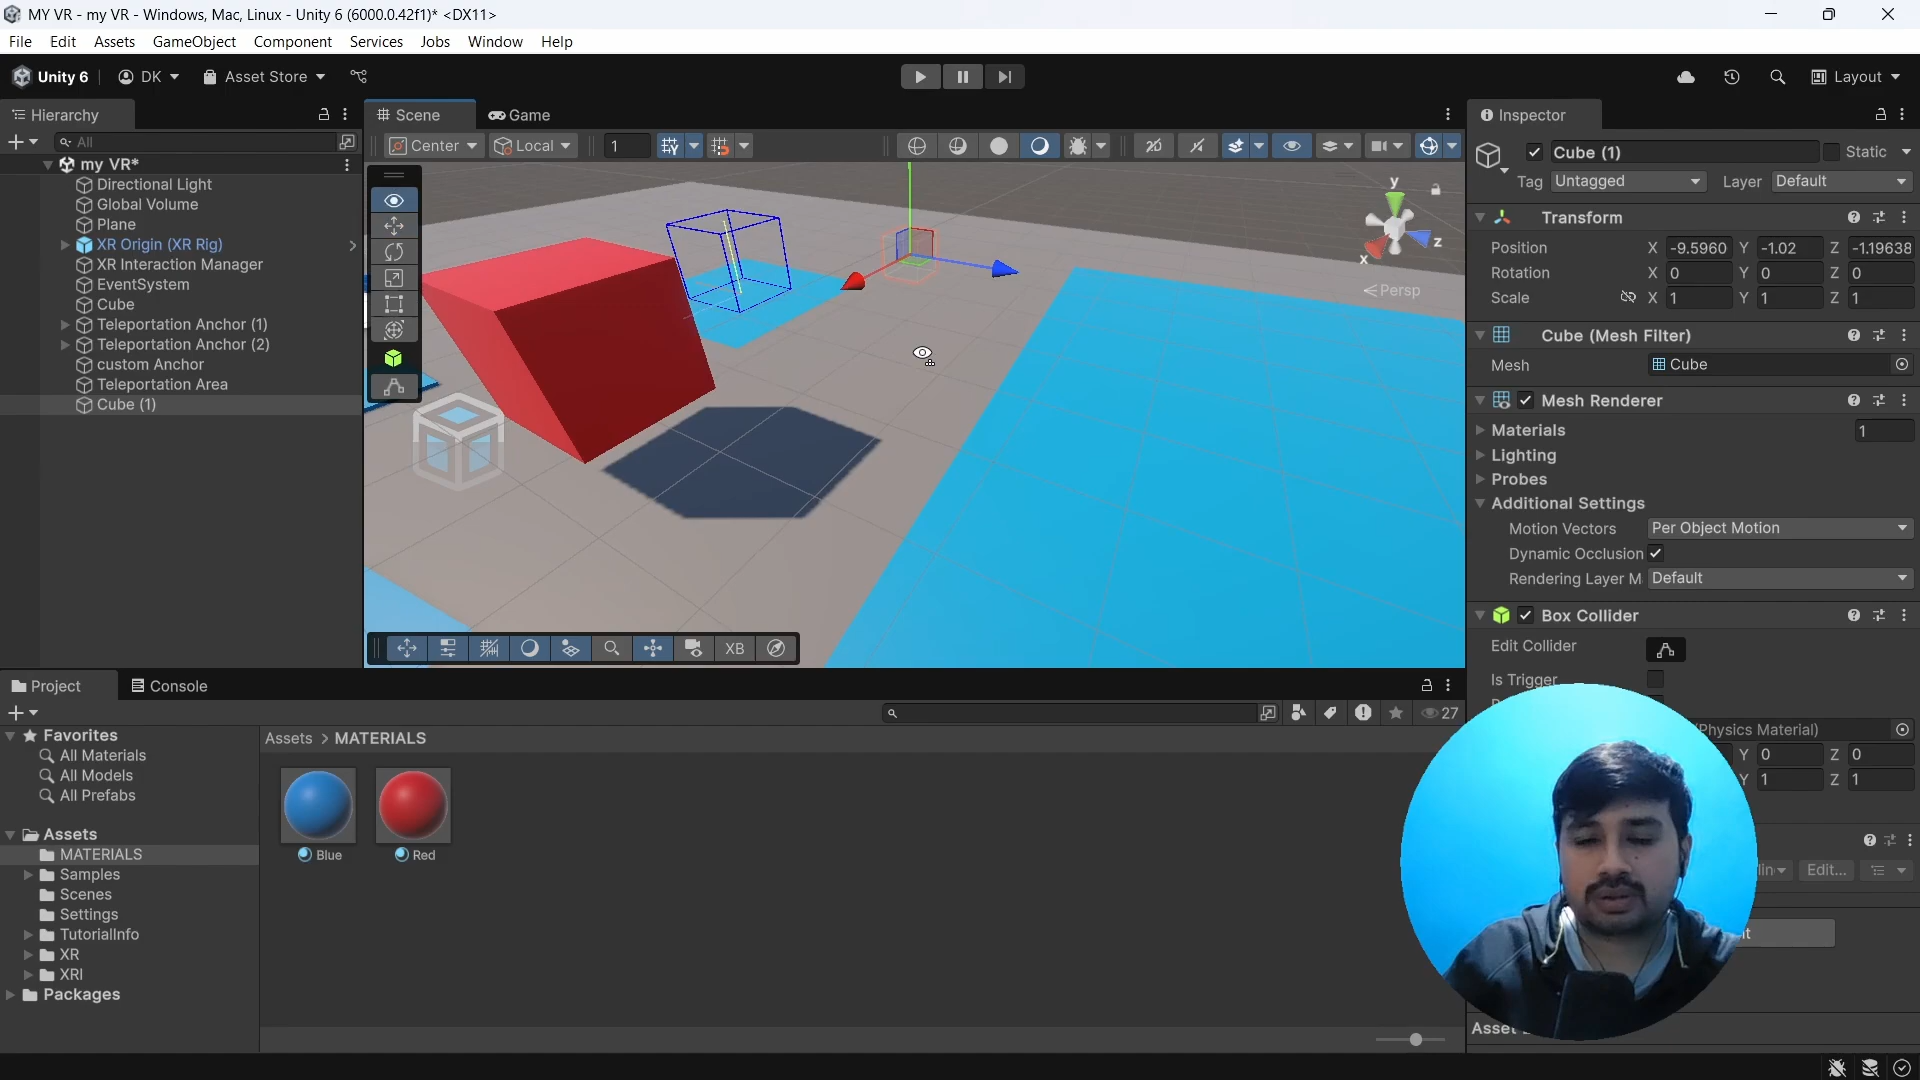 MY VR - my VR - Windows, Mac, Linux - Unity 6 (6000.0.42f1)* <DX11>
File Edit Assets GameObject Component Services Jobs Window Help
Unity 6 DK Asset Store Layout
Hierarchy
All
my VR*
Directional Light
Global Volume
Plane
XR Origin (XR Rig)
XR Interaction Manager
EventSystem
Cube
Teleportation Anchor (1)
Teleportation Anchor (2)
custom Anchor
Teleportation Area
Cube (1)
Scene Game
Center Local 1 2D
y
z
x
Persp
XB
Inspector
Cube (1) Static
Tag Untagged Layer Default
Transform
Position X -9.5960 Y -1.02 Z -1.19638
Rotation X 0 Y 0 Z 0
Scale X 1 Y 1 Z 1
Cube (Mesh Filter)
Mesh Cube
Mesh Renderer
Materials 1
Lighting
Probes
Additional Settings
Motion Vectors Per Object Motion
Dynamic Occlusion
Rendering Layer M Default
Box Collider
Edit Collider
Is Trigger
(Physics Material)
Y 0 Z 0
Y 1 Z 1
Edit...
Project Console
27
Favorites
All Materials
All Models
All Prefabs
Assets
MATERIALS
Samples
Scenes
Settings
TutorialInfo
XR
XRI
Packages
Assets > MATERIALS
Blue Red
Asset